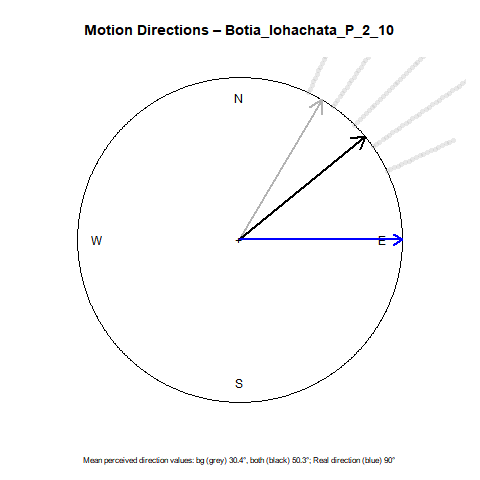 Motion Directions – Botia_lohachata_P_2_10
N
W
E
S
Mean perceived direction values: bg (grey) 30.4°, both (black) 50.3°; Real direction (blue) 90°